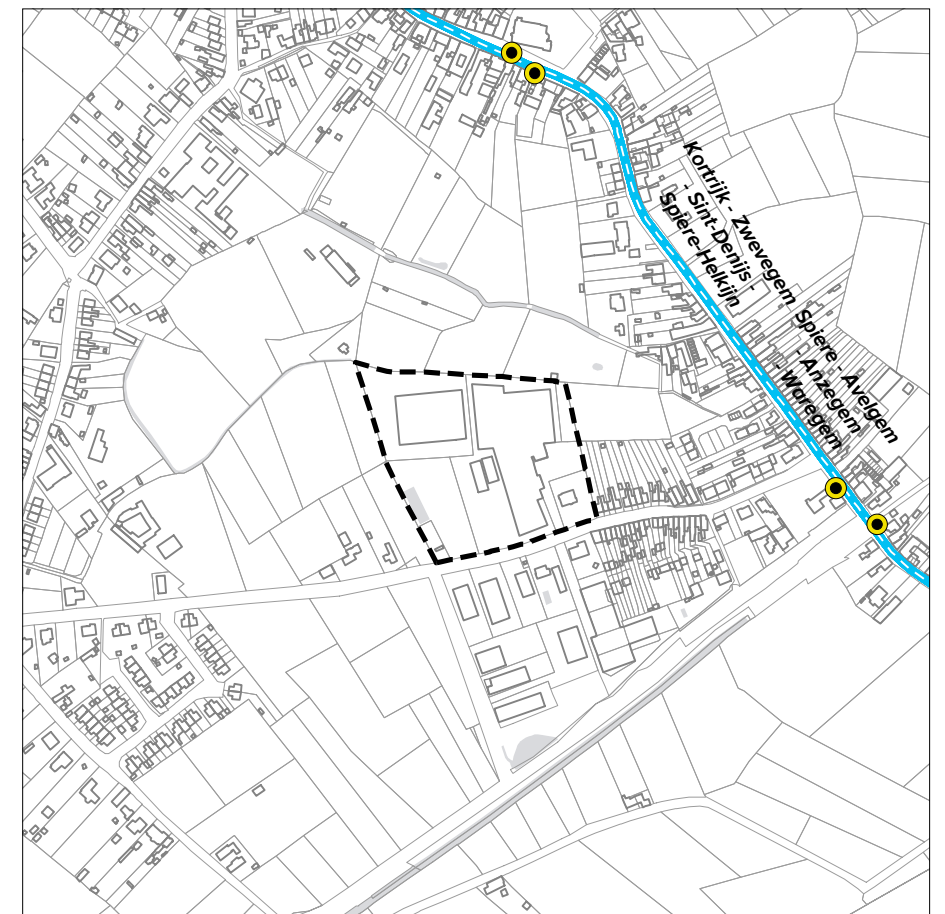 Kortrijk - Zwevegem
- Sint-Denijs -
Spiere-Helkijn
Spiere - Avelgem
- Anzegem
- Waregem